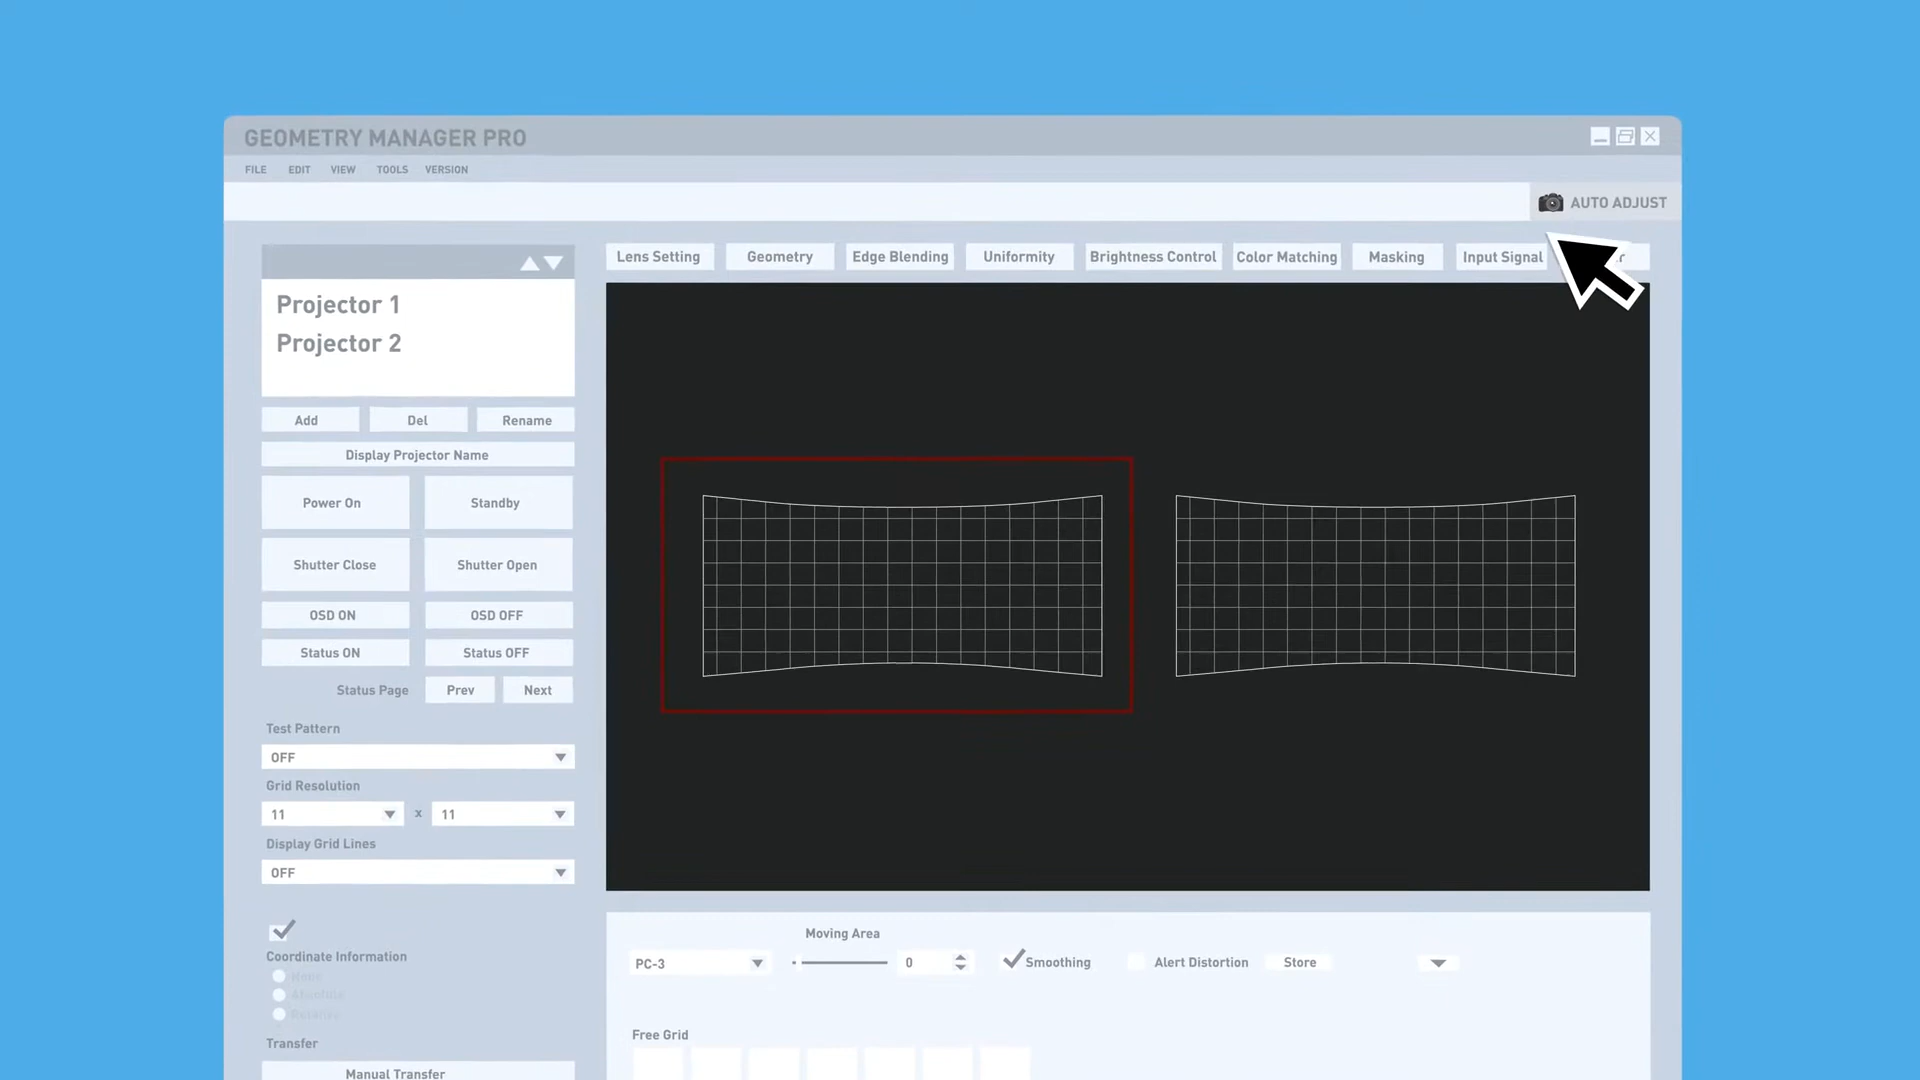 GEOMETRY MANAGER PRO
FILE EDIT VIEW TOOLS VERSION
AUTO ADJUST
Lens Setting Geometry Edge Blending Uniformity Brightness Control Color Matching Masking Input Signal
Projector 1
Projector 2
Add Del Rename
Display Projector Name
Power On Standby
Shutter Close Shutter Open
OSD ON OSD OFF
Status ON Status OFF
Status Page Prev Next
Test Pattern
OFF
Grid Resolution
11 x 11
Display Grid Lines
OFF
Coordinate Information
None
Absolute
Relative
Transfer
Manual Transfer
Moving Area
PC-3 0 Smoothing Alert Distortion Store
Free Grid